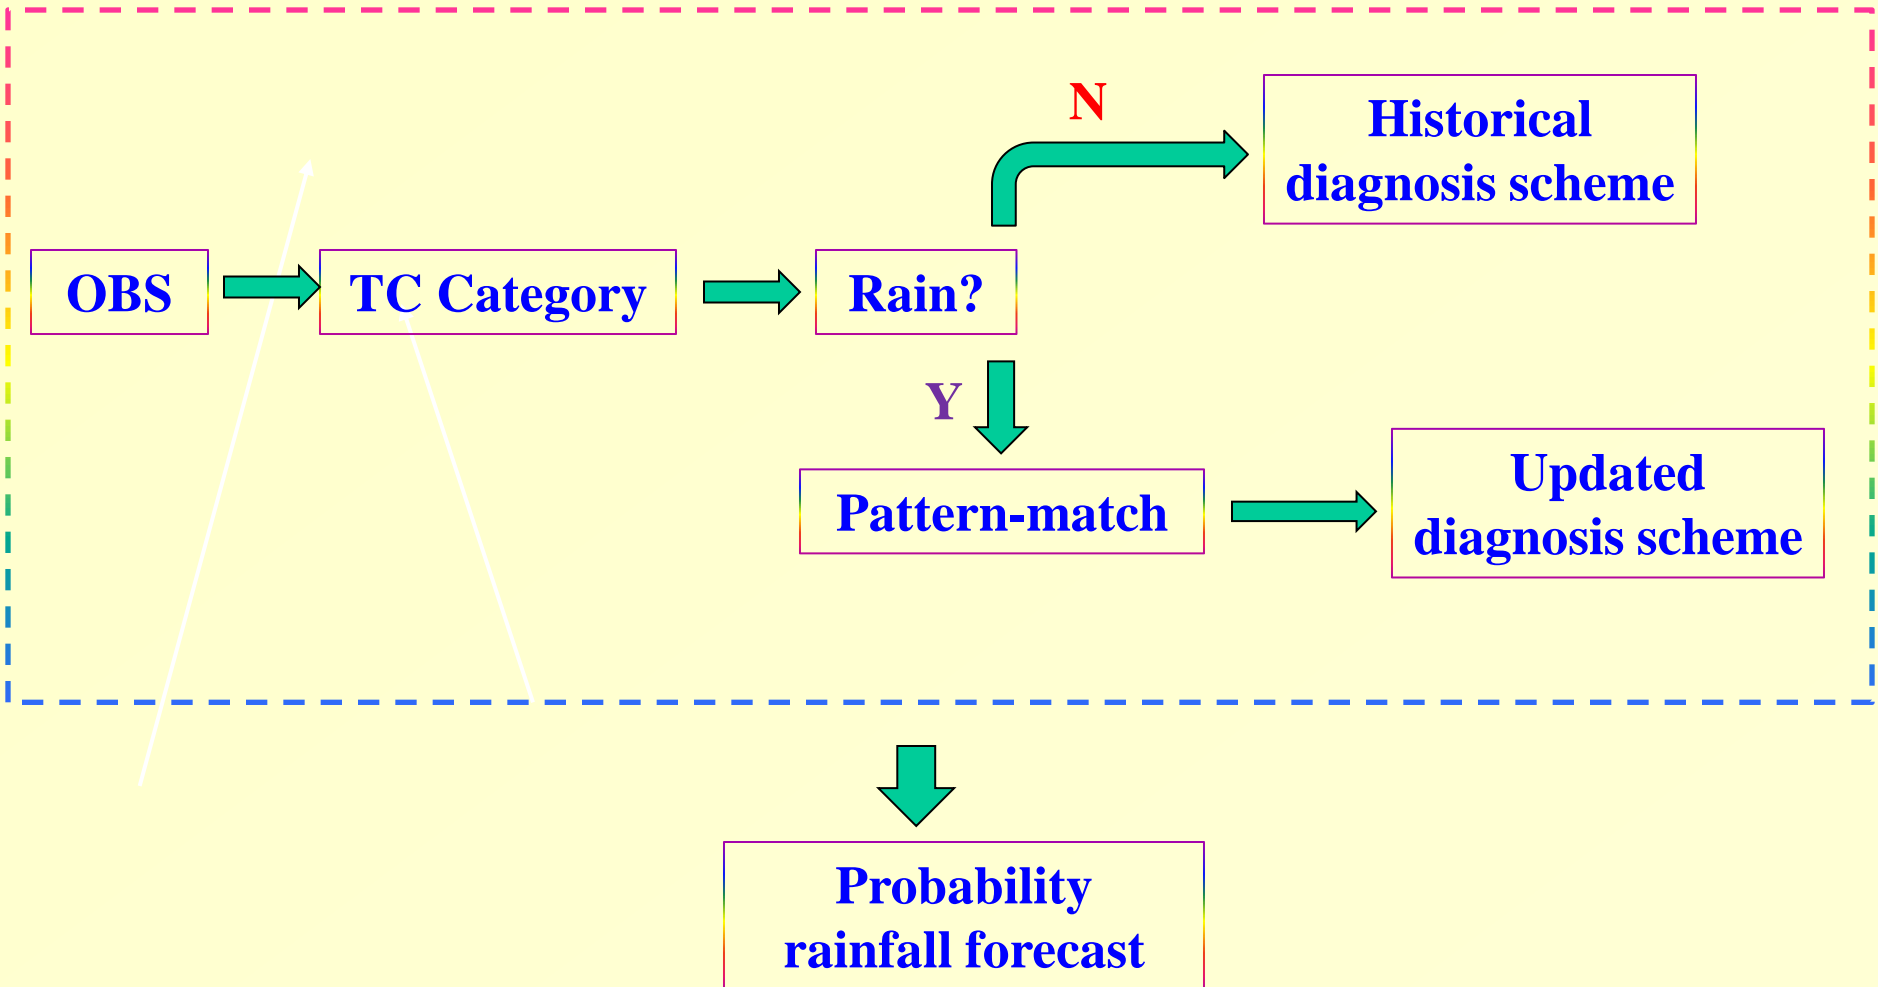 N
Historical
diagnosis scheme
OBS
TC Category
Rain?
Y
Pattern-match
Updated
diagnosis scheme
Probability
rainfall forecast